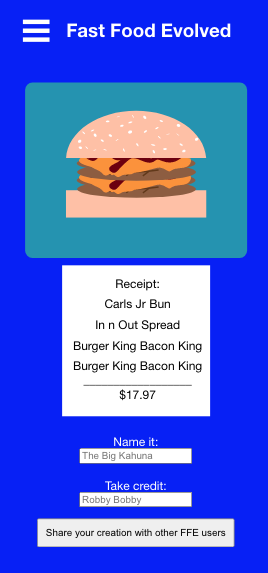 Fast Food Evolved
Receipt:
Carls Jr Bun
In n Out Spread
Burger King Bacon King
Burger King Bacon King
$17.97
Name it:
The Big Kahuna
Take credit:
Robby Bobby
Share your creation with other FFE users